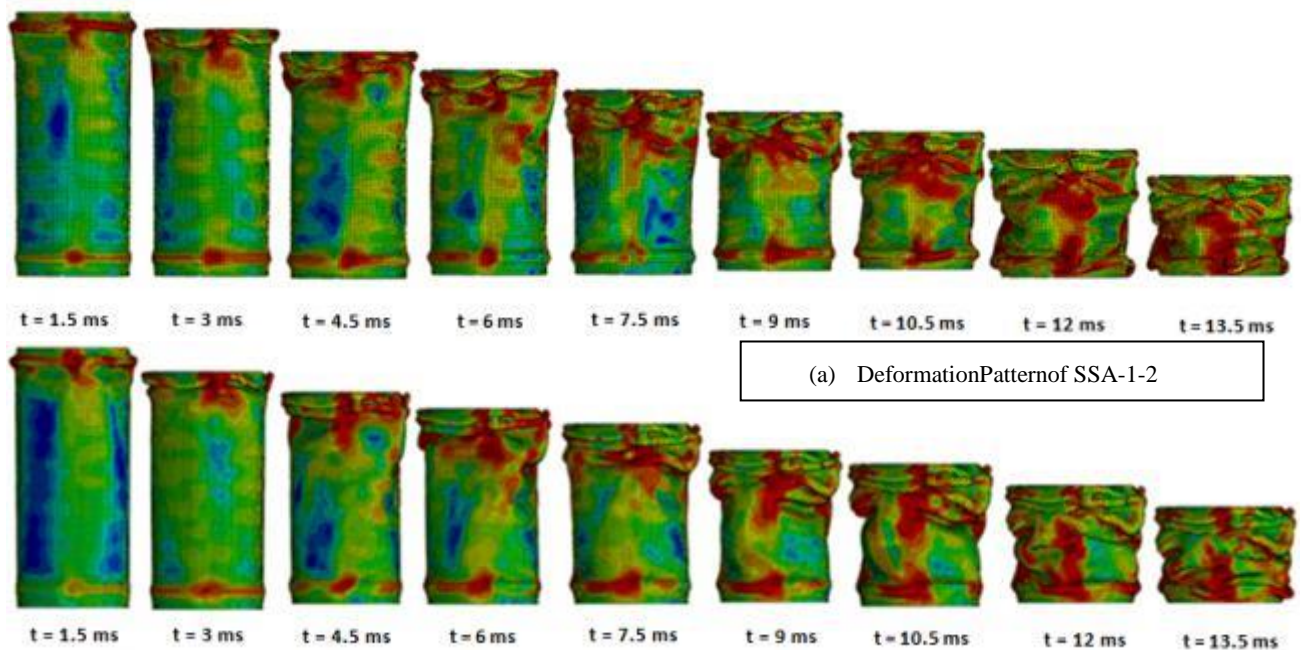 t = 1.5 ms t = 3 ms t = 4.5 ms t = 6 ms t = 7.5 ms t = 9 ms t = 10.5 ms t = 12 ms t = 13.5 ms
(a) DeformationPatternof SSA-1-2
t = 1.5 ms t = 3 ms t = 4.5 ms t = 6 ms t = 7.5 ms t = 9 ms t = 10.5 ms t = 12 ms t = 13.5 ms